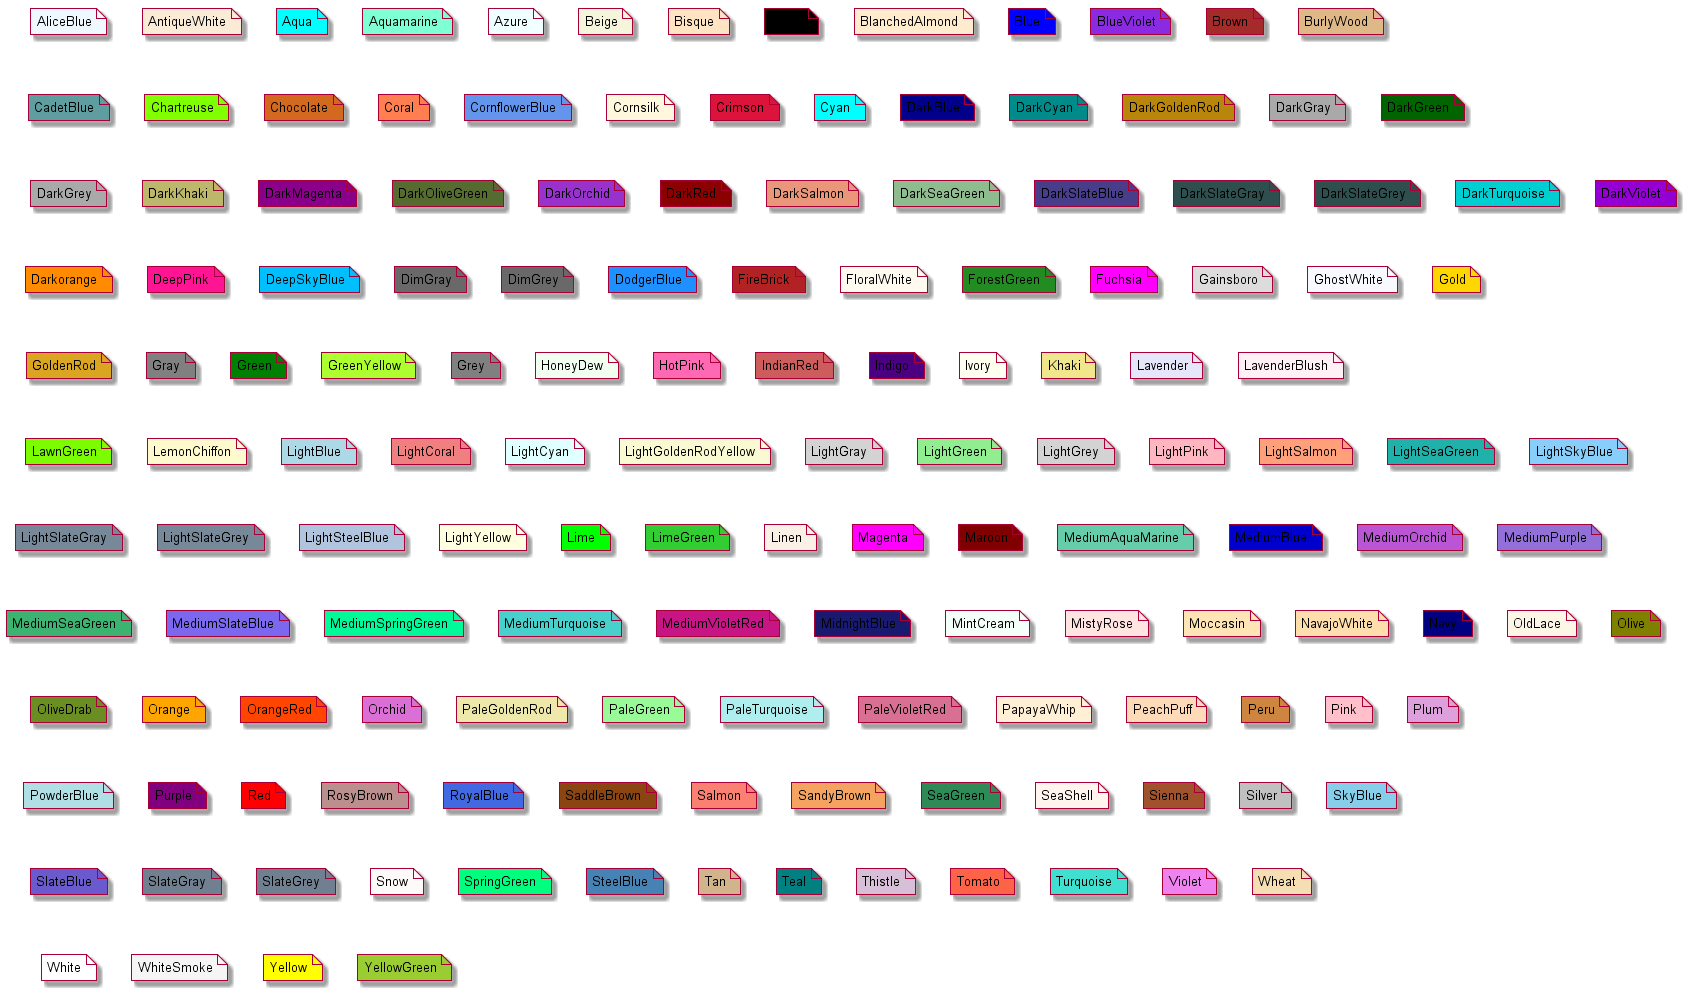 AliceBlue AntiqueWhite Aqua Aquamarine Azure Beige Bisque BlanchedAlmond Blue BlueViolet Brown BurlyWood
CadetBlue Chartreuse Chocolate Coral CornflowerBlue Cornsilk Crimson Cyan DarkBlue DarkCyan DarkGoldenRod DarkGray DarkGreen
DarkGrey DarkKhaki DarkMagenta DarkOliveGreen DarkOrchid DarkRed DarkSalmon DarkSeaGreen DarkSlateBlue DarkSlateGray DarkSlateGrey DarkTurquoise DarkViolet
Darkorange DeepPink DeepSkyBlue DimGray DimGrey DodgerBlue FireBrick FloralWhite ForestGreen Fuchsia Gainsboro GhostWhite Gold
GoldenRod Gray Green GreenYellow Grey HoneyDew HotPink IndianRed Indigo Ivory Khaki Lavender LavenderBlush
LawnGreen LemonChiffon LightBlue LightCoral LightCyan LightGoldenRodYellow LightGray LightGreen LightGrey LightPink LightSalmon LightSeaGreen LightSkyBlue
LightSlateGray LightSlateGrey LightSteelBlue LightYellow Lime LimeGreen Linen Magenta Maroon MediumAquaMarine MediumBlue MediumOrchid MediumPurple
MediumSeaGreen MediumSlateBlue MediumSpringGreen MediumTurquoise MediumVioletRed MidnightBlue MintCream MistyRose Moccasin NavajoWhite Navy OldLace Olive
OliveDrab Orange OrangeRed Orchid PaleGoldenRod PaleGreen PaleTurquoise PaleVioletRed PapayaWhip PeachPuff Peru Pink Plum
PowderBlue Purple Red RosyBrown RoyalBlue SaddleBrown Salmon SandyBrown SeaGreen SeaShell Sienna Silver SkyBlue
SlateBlue SlateGray SlateGrey Snow SpringGreen SteelBlue Tan Teal Thistle Tomato Turquoise Violet Wheat
White WhiteSmoke Yellow YellowGreen